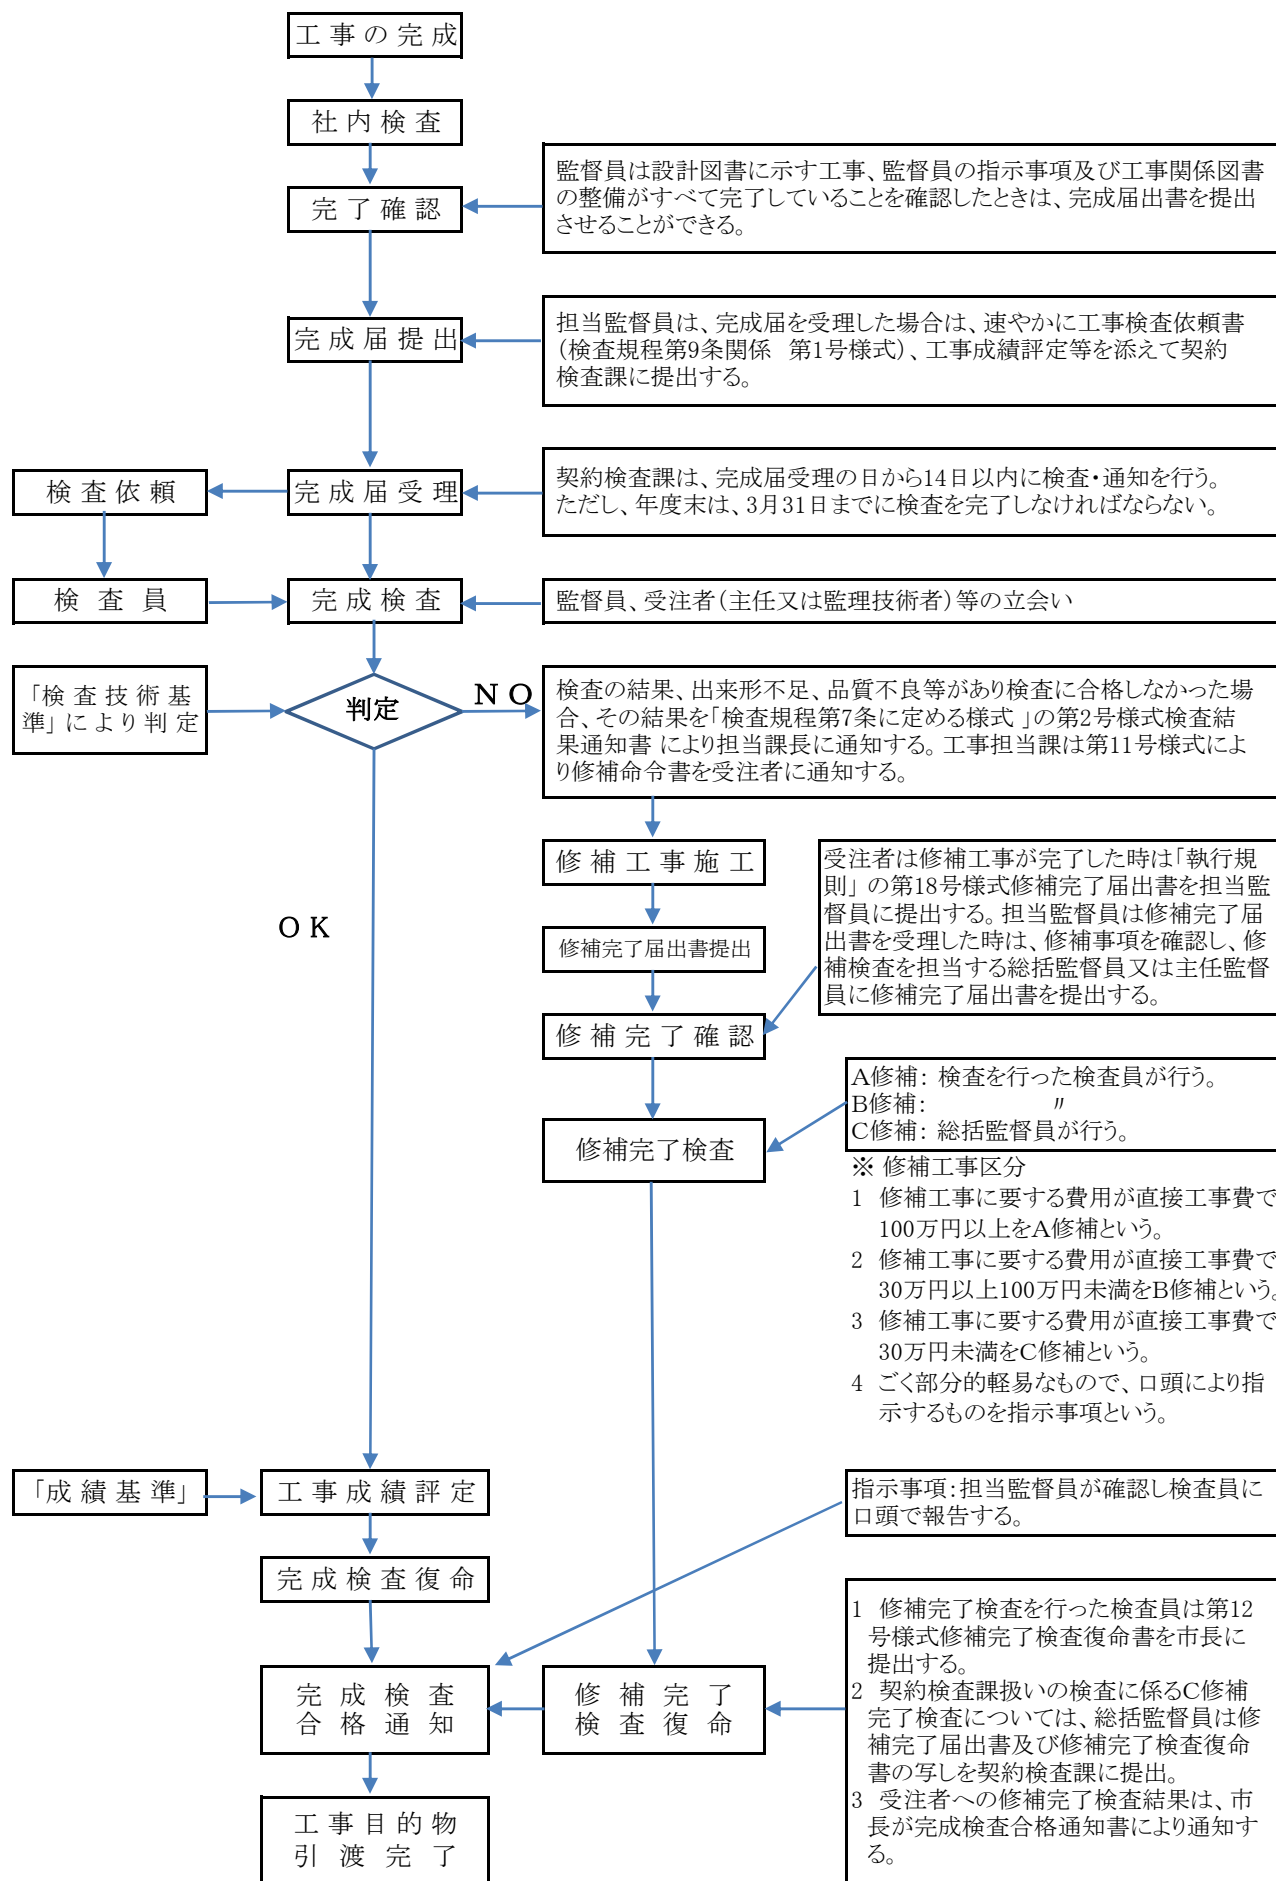 工事の完成
社内検査
完了確認
監督員は設計図書に示す工事、監督員の指示事項及び工事関係図書
の整備がすべて完了していることを確認したときは、完成届出書を提出
させることができる。
完成届提出
担当監督員は、完成届を受理した場合は、速やかに工事検査依頼書
(検査規程第9条関係 第1号様式)、工事成績評定等を添えて契約
検査課に提出する。
検査依頼
完成届受理
契約検査課は、完成届受理の日から14日以内に検査・通知を行う。
ただし、年度末は、3月31日までに検査を完了しなければならない。
検査員
完成検査
監督員、受注者(主任又は監理技術者)等の立会い
「検査技術基
準」により判定
判定
NO
検査の結果、出来形不足、品質不良等があり検査に合格しなかった場
合、その結果を「検査規程第7条に定める様式 」の第2号様式検査結
果通知書 により担当課長に通知する。工事担当課は第11号様式によ
り修補命令書を受注者に通知する。
修補工事施工
受注者は修補工事が完了した時は「執行規
則」 の第18号様式修補完了届出書を担当監
督員に提出する。担当監督員は修補完了届
出書を受理した時は、修補事項を確認し、修
補検査を担当する総括監督員又は主任監督
員に修補完了届出書を提出する。
OK
修補完了届出書提出
修補完了確認
A修補: 検査を行った検査員が行う。
B修補: 〃
C修補: 総括監督員が行う。
修補完了検査
※ 修補工事区分
1 修補工事に要する費用が直接工事費で
100万円以上をA修補という。
2 修補工事に要する費用が直接工事費で
30万円以上100万円未満をB修補という。
3 修補工事に要する費用が直接工事費で
30万円未満をC修補という。
4 ごく部分的軽易なもので、口頭により指
示するものを指示事項という。
「成績基準」
工事成績評定
指示事項:担当監督員が確認し検査員に
口頭で報告する。
完成検査復命
完成検査
合格通知
修補完了
検査復命
1 修補完了検査を行った検査員は第12
号様式修補完了検査復命書を市長に
提出する。
2 契約検査課扱いの検査に係るC修補
完了検査については、総括監督員は修
補完了届出書及び修補完了検査復命
書の写しを契約検査課に提出。
3 受注者への修補完了検査結果は、市
長が完成検査合格通知書により通知す
る。
工事目的物
引渡完了